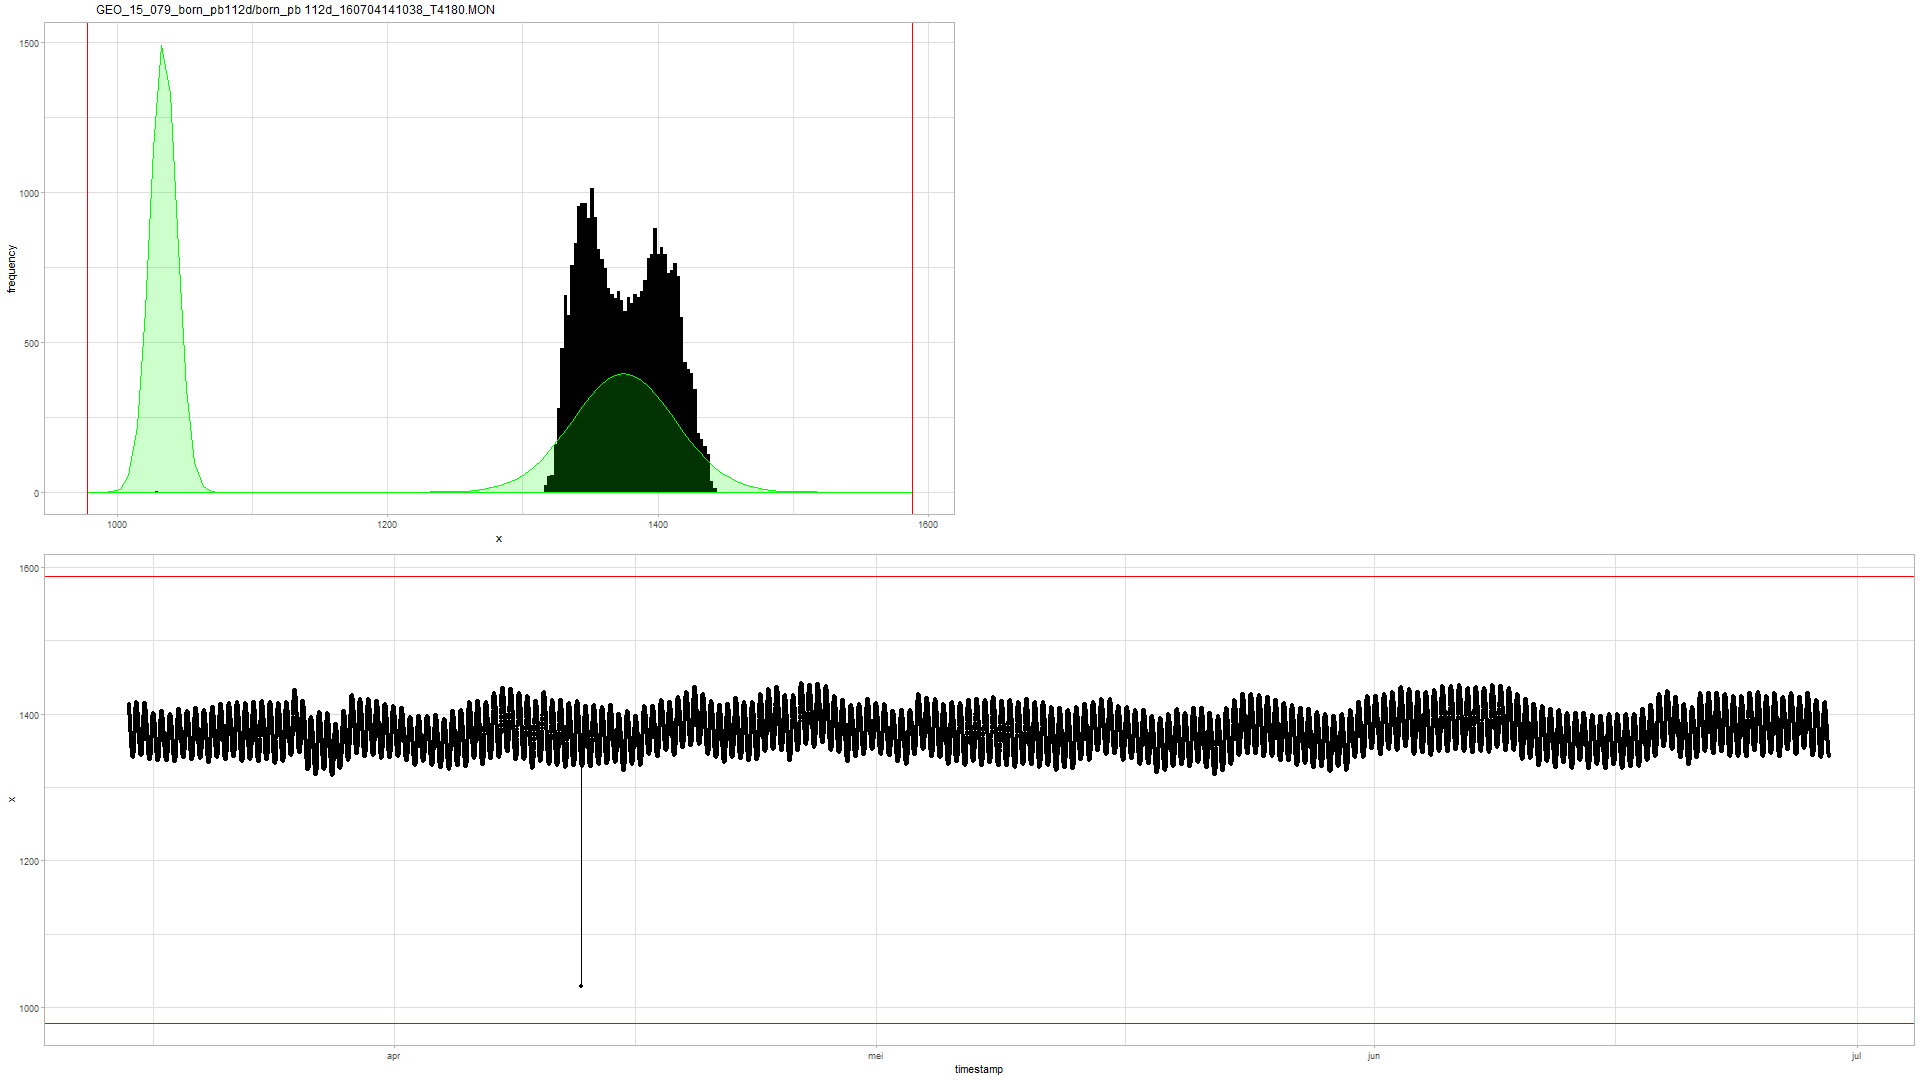 GEO_15_079_born_pb112d/born_pb 112d_160704141038_T4180.MON
1500
1000
500
0
frequency
1000
1200
1400
1600
x
1600
1400
1200
1000
x
apr
mei
jun
jul
timestamp